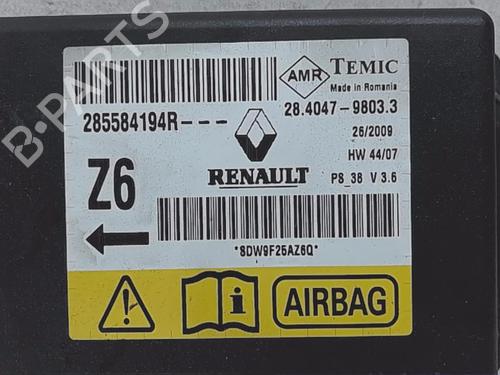 B-PARTS
AMR TEMIC
Made in Romania
285584194R--- 28.4047-9803.3
26/2009
HW 44/07
Z6 RENAULT P8_38 V 3.6
*8DW9F25AZ6Q*
AIRBAG